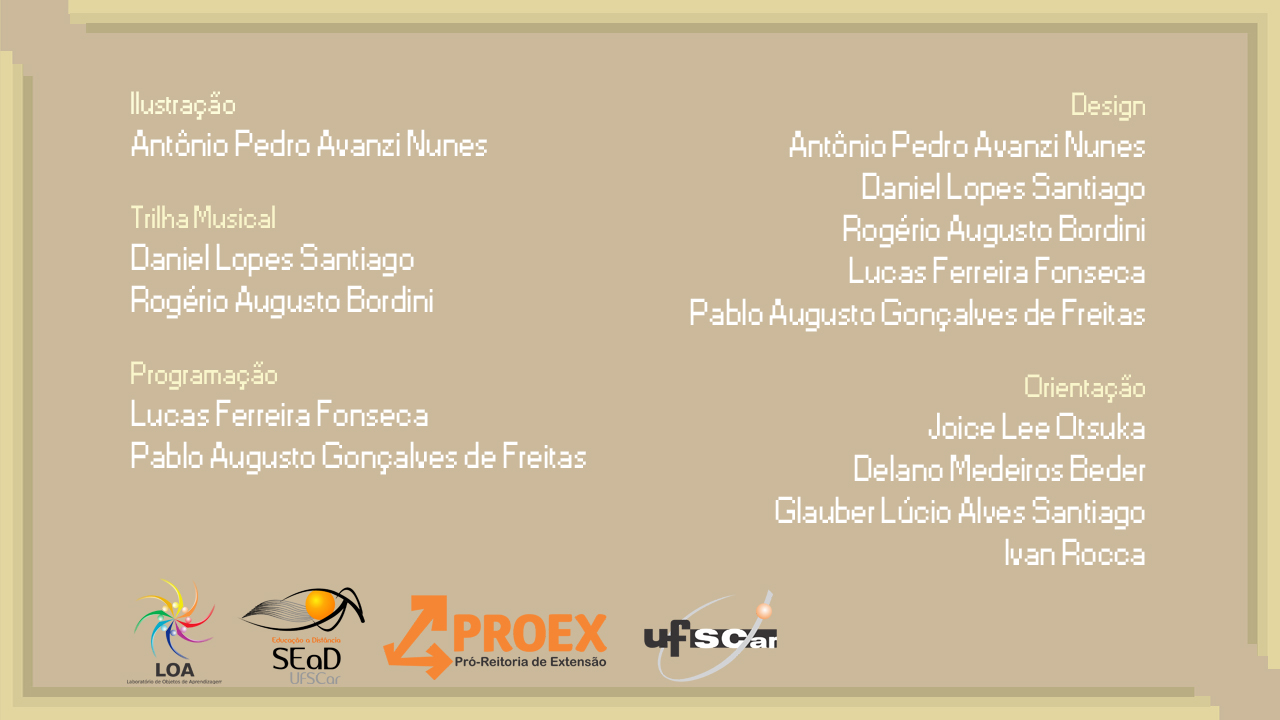 Ilustração
Antônio Pedro Avanzi Nunes
Trilha Musical
Daniel Lopes Santiago
Rogério Augusto Bordini
Programação
Lucas Ferreira Fonseca
Pablo Augusto Gonçalves de Freitas
Design
Antônio Pedro Avanzi Nunes
Daniel Lopes Santiago
Rogério Augusto Bordini
Lucas Ferreira Fonseca
Pablo Augusto Gonçalves de Freitas
Orientação
Joice Lee Otsuka
Delano Medeiros Beder
Glauber Lúcio Alves Santiago
Ivan Rocca
LOA
Laboratório de Objetos de Aprendizagem
Educação a Distância
SEaD
UFSCar
PROEX
Pró-Reitoria de Extensão
ufscar